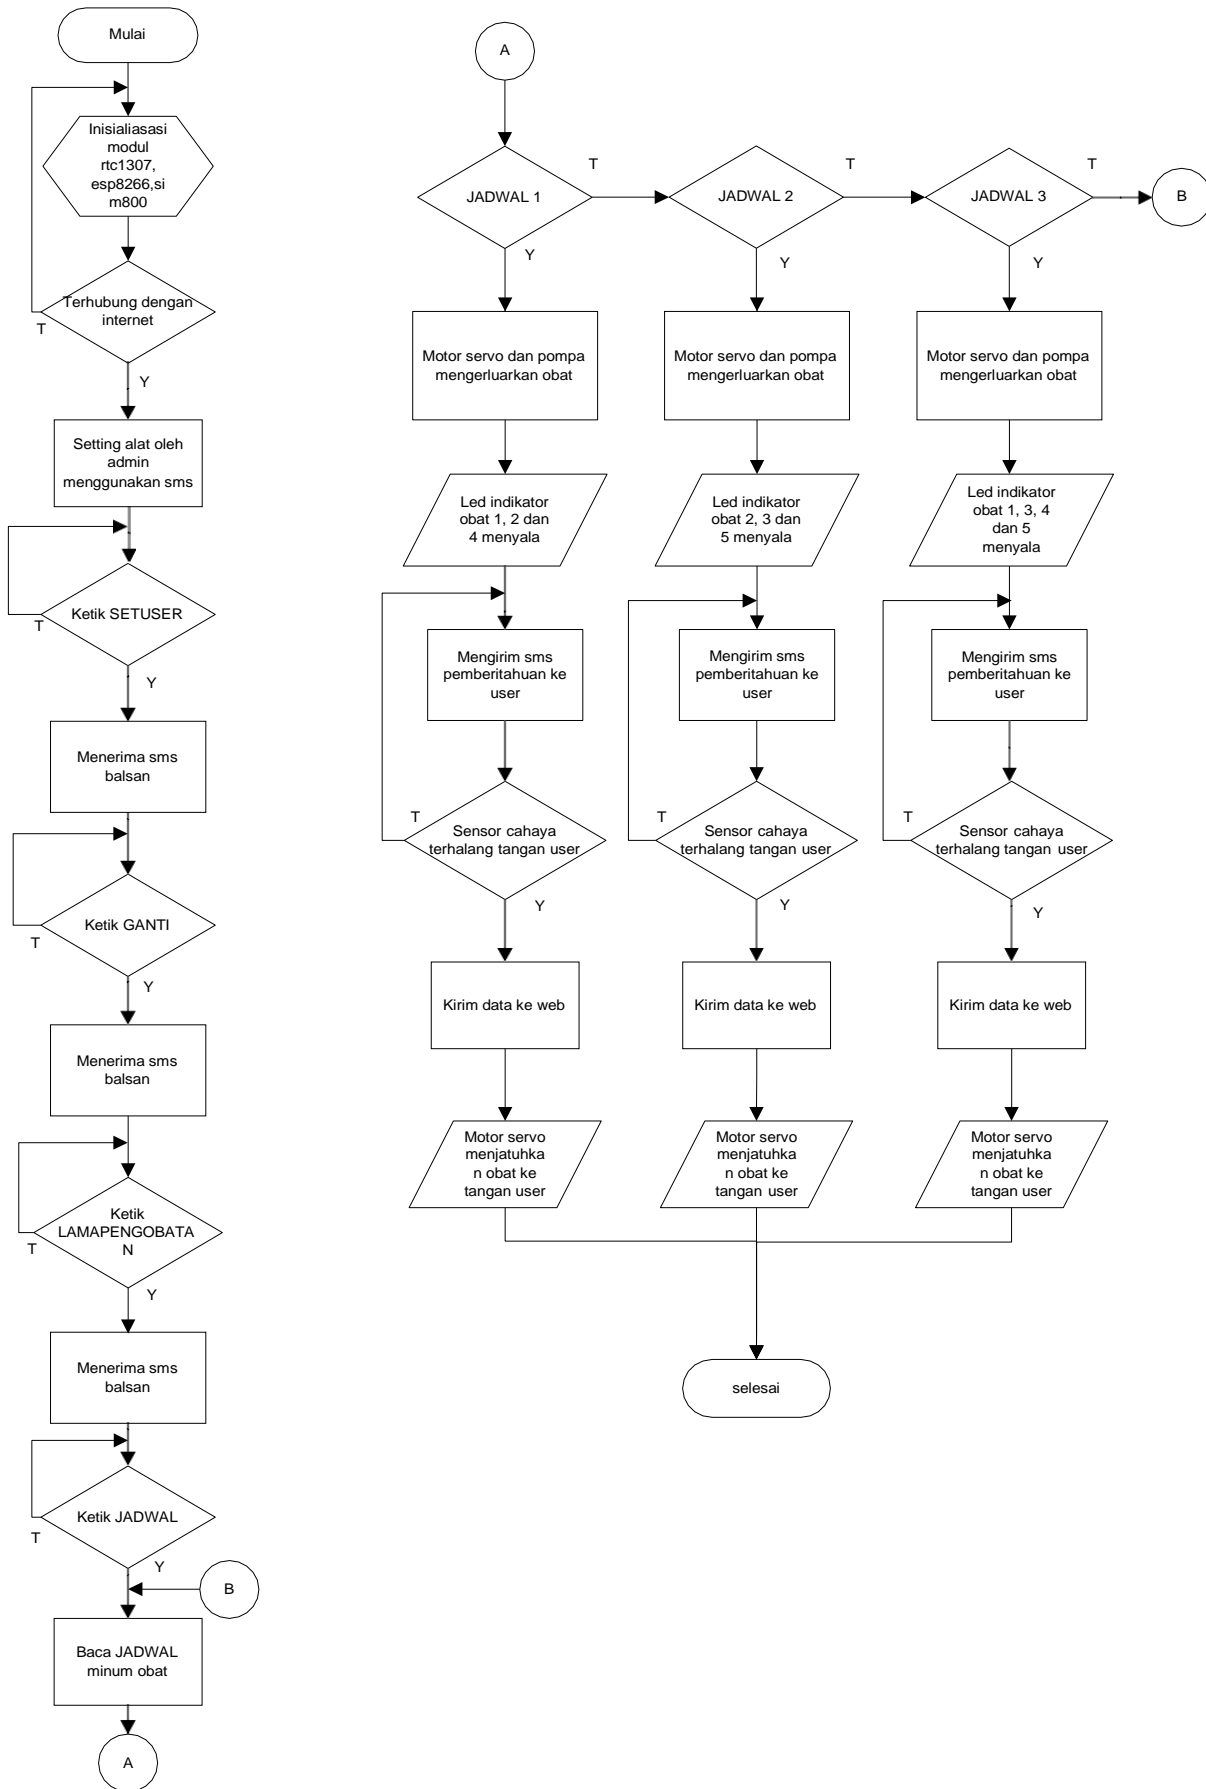 Mulai
Inisialiasasi
modul
rtc1307,
esp8266,si
m800
Terhubung dengan
internet
T
Y
Setting alat oleh
admin
menggunakan sms
Ketik SETUSER
T
Y
Menerima sms
balsan
Ketik GANTI
T
Y
Menerima sms
balsan
Ketik
LAMAPENGOBATA
N
T
Y
Menerima sms
balsan
Ketik JADWAL
T
Y
B
Baca JADWAL
minum obat
A
A
JADWAL 1
T
Y
JADWAL 2
T
Y
JADWAL 3
T
Y
B
Motor servo dan pompa
mengerluarkan obat
Led indikator
obat 1, 2 dan
4 menyala
Mengirim sms
pemberitahuan ke
user
Sensor cahaya
terhalang tangan user
T
Y
Kirim data ke web
Motor servo
menjatuhka
n obat ke
tangan user
Motor servo dan pompa
mengerluarkan obat
Led indikator
obat 2, 3 dan
5 menyala
Mengirim sms
pemberitahuan ke
user
Sensor cahaya
terhalang tangan user
T
Y
Kirim data ke web
Motor servo
menjatuhka
n obat ke
tangan user
Motor servo dan pompa
mengerluarkan obat
Led indikator
obat 1, 3, 4
dan 5
menyala
Mengirim sms
pemberitahuan ke
user
Sensor cahaya
terhalang tangan user
T
Y
Kirim data ke web
Motor servo
menjatuhka
n obat ke
tangan user
selesai